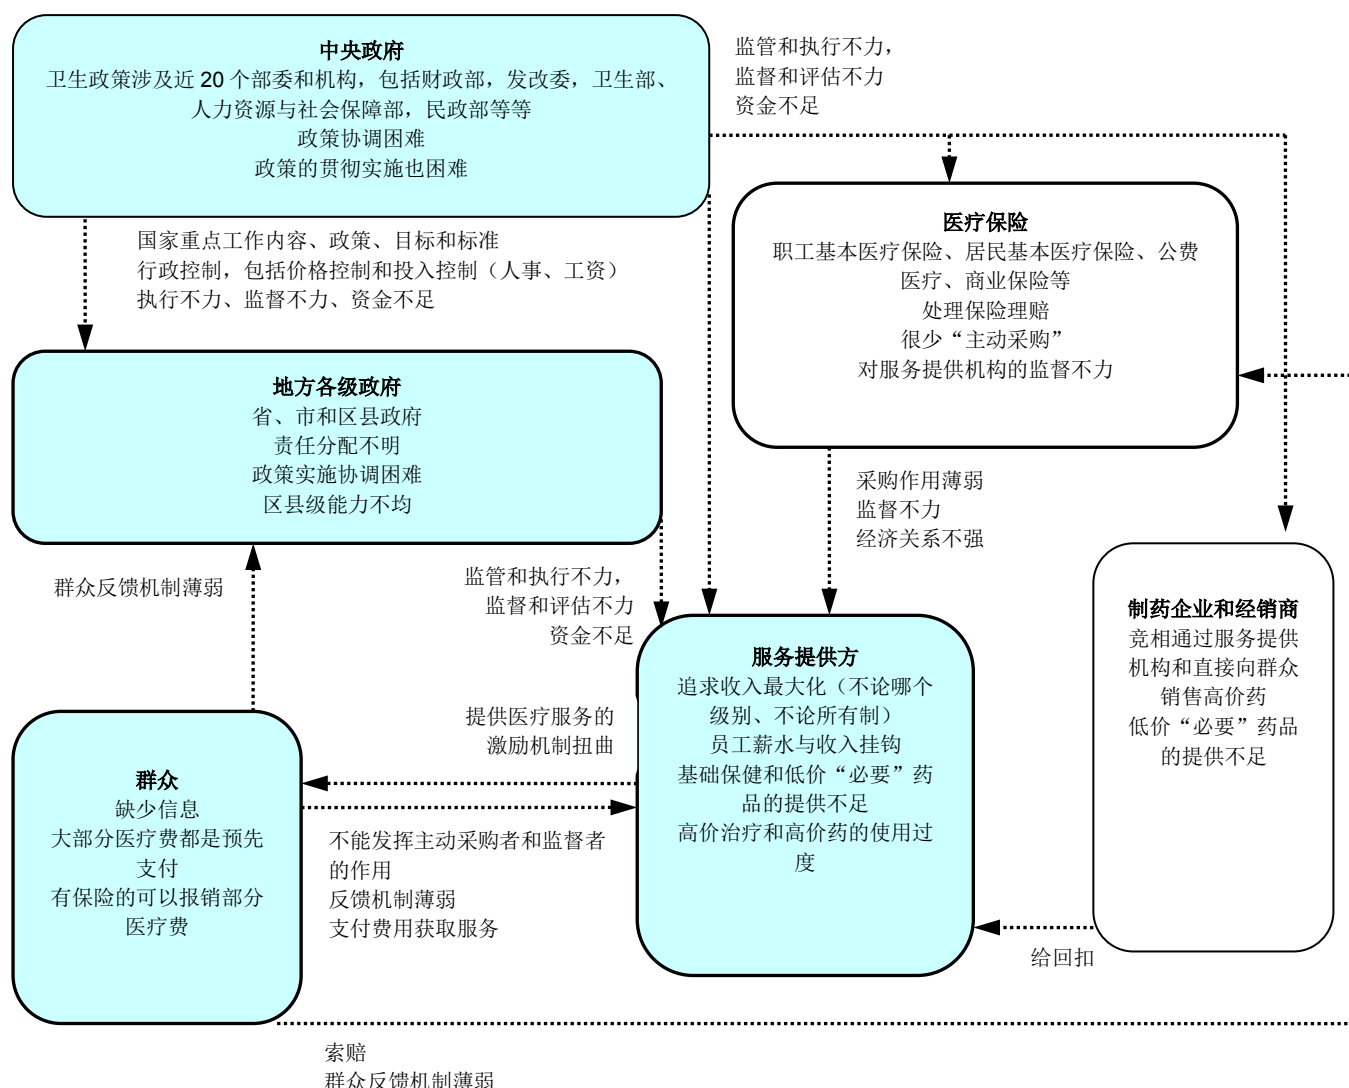 中央政府
卫生政策涉及近 20 个部委和机构，包括财政部，发改委，卫生部、
人力资源与社会保障部，民政部等等
政策协调困难
政策的贯彻实施也困难
监管和执行不力，
监督和评估不力
资金不足
国家重点工作内容、政策、目标和标准
行政控制，包括价格控制和投入控制（人事、工资）
执行不力、监督不力、资金不足
医疗保险
职工基本医疗保险、居民基本医疗保险、公费
医疗、商业保险等
处理保险理赔
很少“主动采购”
对服务提供机构的监督不力
地方各级政府
省、市和区县政府
责任分配不明
政策实施协调困难
区县级能力不均
采购作用薄弱
监督不力
经济关系不强
群众反馈机制薄弱
监管和执行不力，
监督和评估不力
资金不足
制药企业和经销商
竞相通过服务提供
机构和直接向群众
销售高价药
低价“必要”药品
的提供不足
服务提供方
追求收入最大化（不论哪个
级别、不论所有制）
员工薪水与收入挂钩
基础保健和低价“必要”药
品的提供不足
高价治疗和高价药的使用过
度
提供医疗服务的
激励机制扭曲
群众
缺少信息
大部分医疗费都是预先
支付
有保险的可以报销部分
医疗费
不能发挥主动采购者和监督者
的作用
反馈机制薄弱
支付费用获取服务
给回扣
索赔
群众反馈机制薄弱